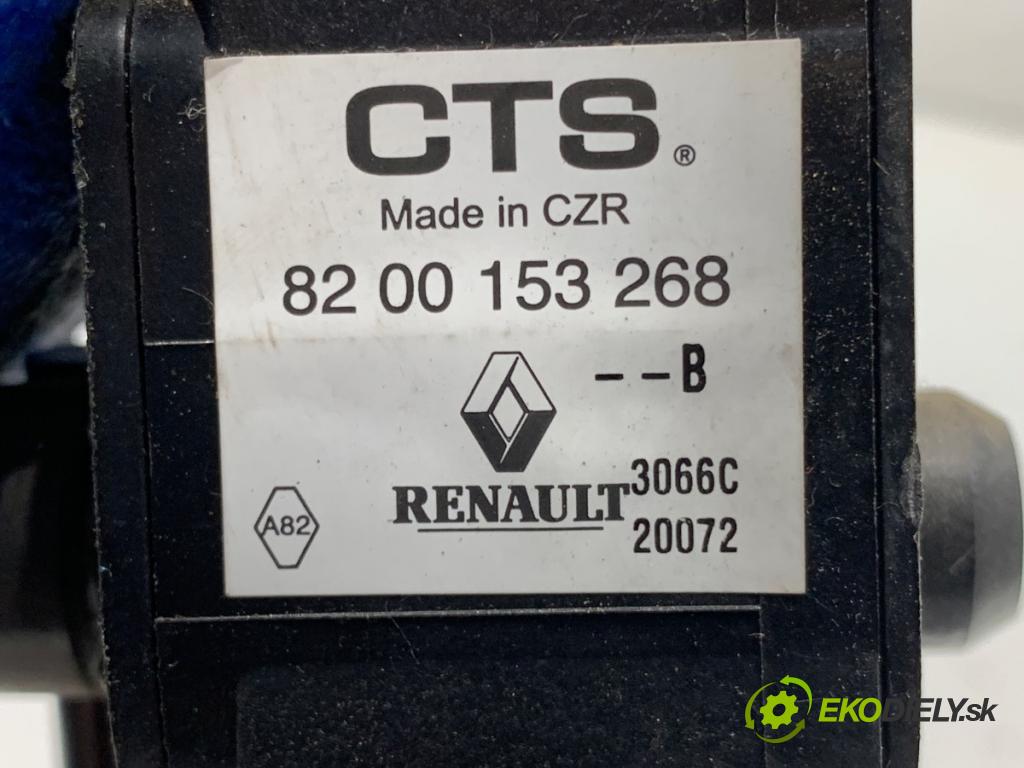 CTS®
Made in CZR
82 00 153 268
--B
3066C
A82
RENAULT
20072
EKODIELY.sk